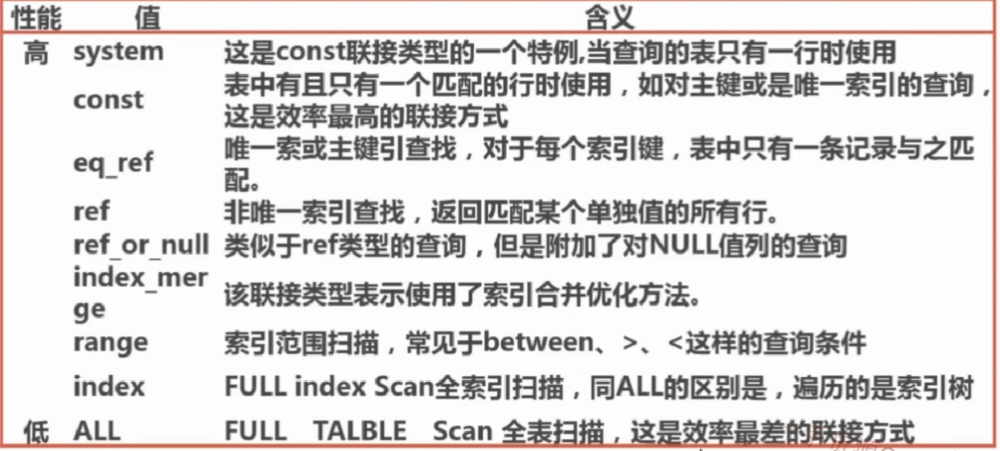 性能 值 含义
高 system 这是const联接类型的一个特例,当查询的表只有一行时使用
表中有且只有一个匹配的行时使用，如对主键或是唯一索引的查询，
const
这是效率最高的联接方式
唯一索或主键引查找，对于每个索引键，表中只有一条记录与之匹
eq_ref
配。
ref 非唯一索引查找，返回匹配某个单独值的所有行。
ref_or_null 类似于ref类型的查询，但是附加了对NULL值列的查询
index_mer
该联接类型表示使用了索引合并优化方法。
ge
range 索引范围扫描，常见于between、>、<这样的查询条件
index FULL index Scan全索引扫描，同ALL的区别是，遍历的是索引树
低 ALL FULL TALBLE Scan 全表扫描，这是效率最差的联接方式